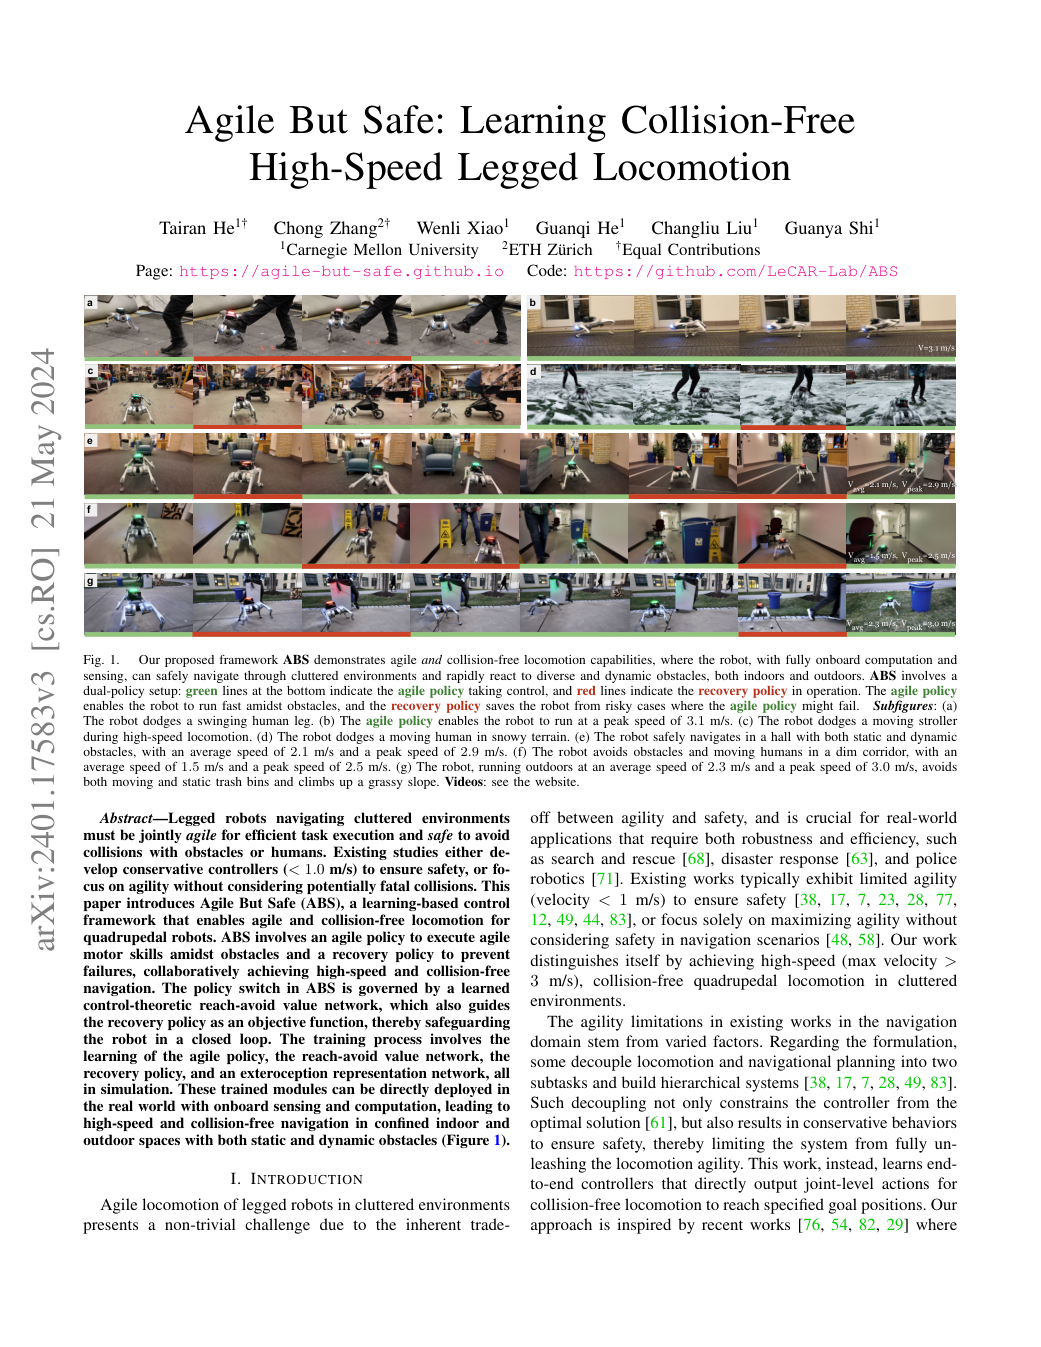 Agile But Safe: Learning Collision-Free
High-Speed Legged Locomotion
Tairan He1† Chong Zhang2† Wenli Xiao1 Guanqi He1 Changliu Liu1 Guanya Shi1
1Carnegie Mellon University 2ETH Zürich †Equal Contributions
Page: https://agile-but-safe.github.io Code: https://github.com/LeCAR-Lab/ABS
arXiv:2401.17583v3 [cs.RO] 21 May 2024
a
b
V=3.1 m/s
c
d
e
Vavg=2.1 m/s, Vpeak=2.9 m/s
f
Vavg=1.5 m/s, Vpeak=2.5 m/s
g
Vavg=2.3 m/s, Vpeak=3.0 m/s
Fig. 1. Our proposed framework ABS demonstrates agile and collision-free locomotion capabilities, where the robot, with fully onboard computation and
sensing, can safely navigate through cluttered environments and rapidly react to diverse and dynamic obstacles, both indoors and outdoors. ABS involves a
dual-policy setup: green lines at the bottom indicate the agile policy taking control, and red lines indicate the recovery policy in operation. The agile policy
enables the robot to run fast amidst obstacles, and the recovery policy saves the robot from risky cases where the agile policy might fail. Subfigures: (a)
The robot dodges a swinging human leg. (b) The agile policy enables the robot to run at a peak speed of 3.1 m/s. (c) The robot dodges a moving stroller
during high-speed locomotion. (d) The robot dodges a moving human in snowy terrain. (e) The robot safely navigates in a hall with both static and dynamic
obstacles, with an average speed of 2.1 m/s and a peak speed of 2.9 m/s. (f) The robot avoids obstacles and moving humans in a dim corridor, with an
average speed of 1.5 m/s and a peak speed of 2.5 m/s. (g) The robot, running outdoors at an average speed of 2.3 m/s and a peak speed of 3.0 m/s, avoids
both moving and static trash bins and climbs up a grassy slope. Videos: see the website.
Abstract—Legged robots navigating cluttered environments
must be jointly agile for efficient task execution and safe to avoid
collisions with obstacles or humans. Existing studies either de-
velop conservative controllers (< 1.0 m/s) to ensure safety, or fo-
cus on agility without considering potentially fatal collisions. This
paper introduces Agile But Safe (ABS), a learning-based control
framework that enables agile and collision-free locomotion for
quadrupedal robots. ABS involves an agile policy to execute agile
motor skills amidst obstacles and a recovery policy to prevent
failures, collaboratively achieving high-speed and collision-free
navigation. The policy switch in ABS is governed by a learned
control-theoretic reach-avoid value network, which also guides
the recovery policy as an objective function, thereby safeguarding
the robot in a closed loop. The training process involves the
learning of the agile policy, the reach-avoid value network, the
recovery policy, and an exteroception representation network, all
in simulation. These trained modules can be directly deployed in
the real world with onboard sensing and computation, leading to
high-speed and collision-free navigation in confined indoor and
outdoor spaces with both static and dynamic obstacles (Figure 1).
I. INTRODUCTION
Agile locomotion of legged robots in cluttered environments
presents a non-trivial challenge due to the inherent trade-
off between agility and safety, and is crucial for real-world
applications that require both robustness and efficiency, such
as search and rescue [68], disaster response [63], and police
robotics [71]. Existing works typically exhibit limited agility
(velocity < 1 m/s) to ensure safety [38, 17, 7, 23, 28, 77,
12, 49, 44, 83], or focus solely on maximizing agility without
considering safety in navigation scenarios [48, 58]. Our work
distinguishes itself by achieving high-speed (max velocity >
3 m/s), collision-free quadrupedal locomotion in cluttered
environments.
The agility limitations in existing works in the navigation
domain stem from varied factors. Regarding the formulation,
some decouple locomotion and navigational planning into two
subtasks and build hierarchical systems [38, 17, 7, 28, 49, 83].
Such decoupling not only constrains the controller from the
optimal solution [61], but also results in conservative behaviors
to ensure safety, thereby limiting the system from fully un-
leashing the locomotion agility. This work, instead, learns end-
to-end controllers that directly output joint-level actions for
collision-free locomotion to reach specified goal positions. Our
approach is inspired by recent works [76, 54, 82, 29] where